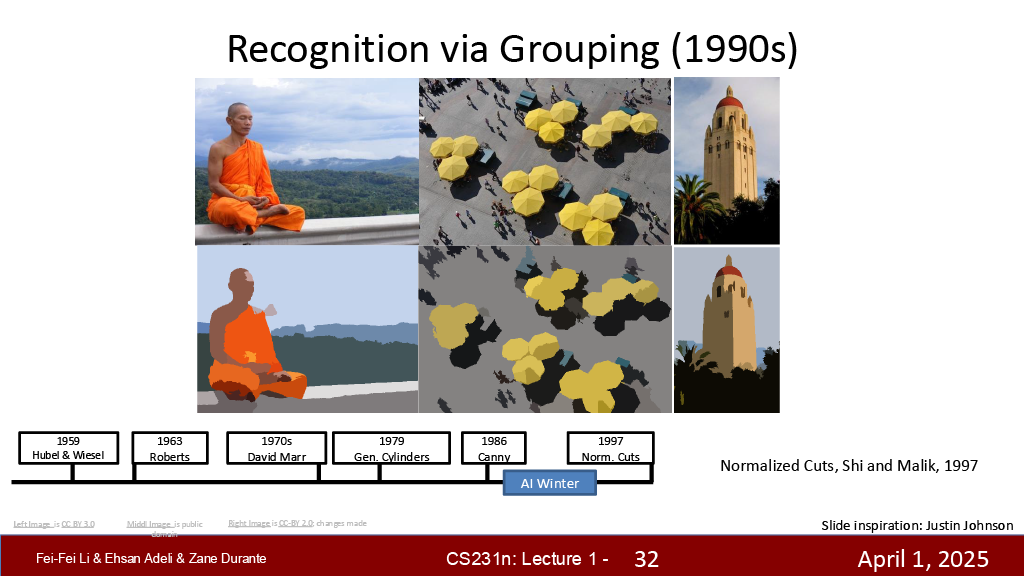 Recognition via Grouping (1990s)
1959
Hubel & Wiesel
1963
Roberts
1970s
David Marr
1979
Gen. Cylinders
1986
Canny
1997
Norm. Cuts
AI Winter
Normalized Cuts, Shi and Malik, 1997
Left Image is CC BY 3.0
Middl Image is public
domain
Right Image is CC-BY 2.0; changes made
Slide inspiration: Justin Johnson
Fei-Fei Li & Ehsan Adeli & Zane Durante
CS231n: Lecture 1 - 32
April 1, 2025